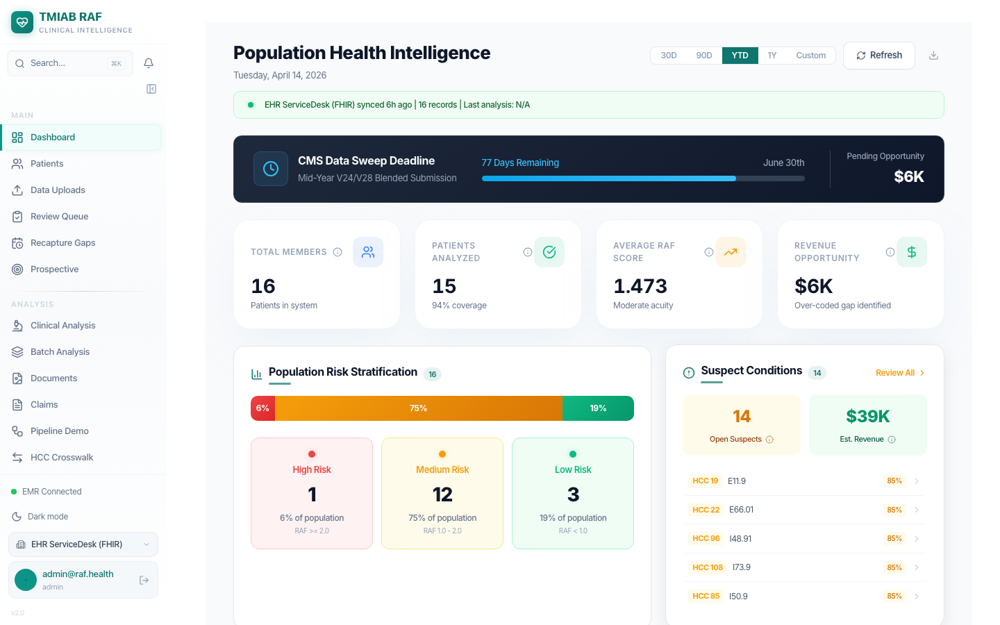 TMIAB RAF
CLINICAL INTELLIGENCE
Search...
⌘K
MAIN
Dashboard
Patients
Data Uploads
Review Queue
Recapture Gaps
Prospective
ANALYSIS
Clinical Analysis
Batch Analysis
Documents
Claims
Pipeline Demo
HCC Crosswalk
EMR Connected
Dark mode
EHR ServiceDesk (FHIR)
admin@raf.health
admin
v2.0
Population Health Intelligence
Tuesday, April 14, 2026
30D 90D YTD 1Y Custom
Refresh
EHR ServiceDesk (FHIR) synced 6h ago | 16 records | Last analysis: N/A
CMS Data Sweep Deadline
Mid-Year V24/V28 Blended Submission
77 Days Remaining June 30th
Pending Opportunity
$6K
TOTAL MEMBERS
16
Patients in system
PATIENTS
ANALYZED
15
94% coverage
AVERAGE RAF
SCORE
1.473
Moderate acuity
REVENUE
OPPORTUNITY
$6K
Over-coded gap identified
Population Risk Stratification 16
6% 75% 19%
High Risk
1
6% of population
RAF >= 2.0
Medium Risk
12
75% of population
RAF 1.0 - 2.0
Low Risk
3
19% of population
RAF < 1.0
Suspect Conditions 14
Review All
14
Open Suspects
$39K
Est. Revenue
HCC 19 E11.9 85%
HCC 22 E66.01 85%
HCC 96 I48.91 85%
HCC 108 I73.9 85%
HCC 85 I50.9 85%